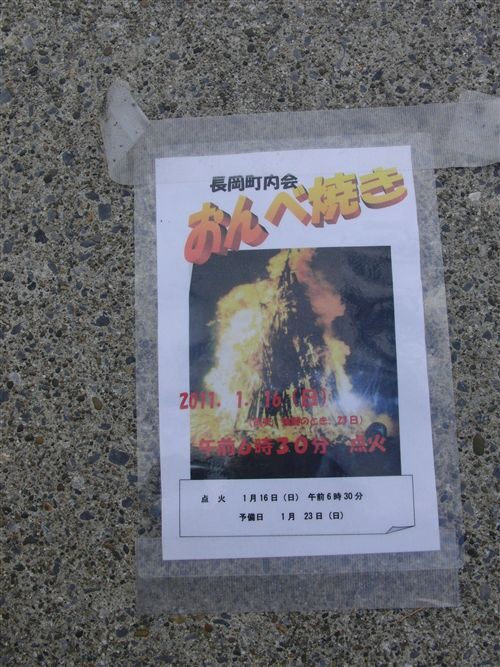 長岡町内会
おんべ焼き
2011．1．16（日）
午前6時30分　点火
点　火　1月16日（日）午前6時30分
予備日　1月　23日（日）